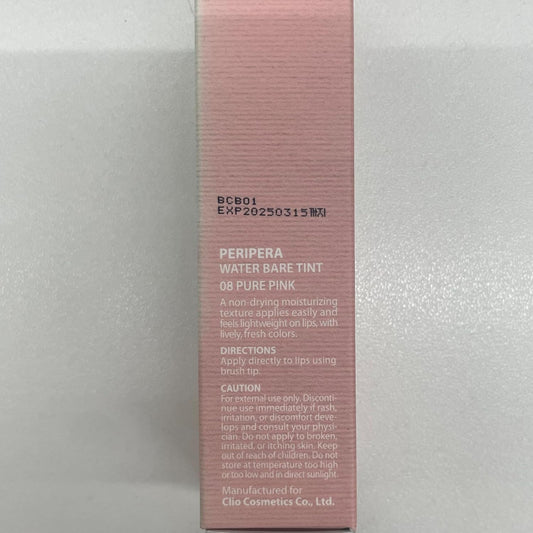 BCB01
EXP20250315까지
PERIPERA
WATER BARE TINT
08 PURE PINK
A non-drying moisturizing
texture applies easily and
feels lightweight on lips, with
lively, fresh colors.
DIRECTIONS
Apply directly to lips using
brush tip.
CAUTION
For external use only. Disconti-
nue use immediately if rash,
irritation, or discomfort deve-
lops and consult your physi-
cian. Do not apply to broken,
irritated, or itching skin. Keep
out of reach of children. Do not
store at temperature too high
or too low and in direct sunlight.
Manufactured for
Clio Cosmetics Co., Ltd.